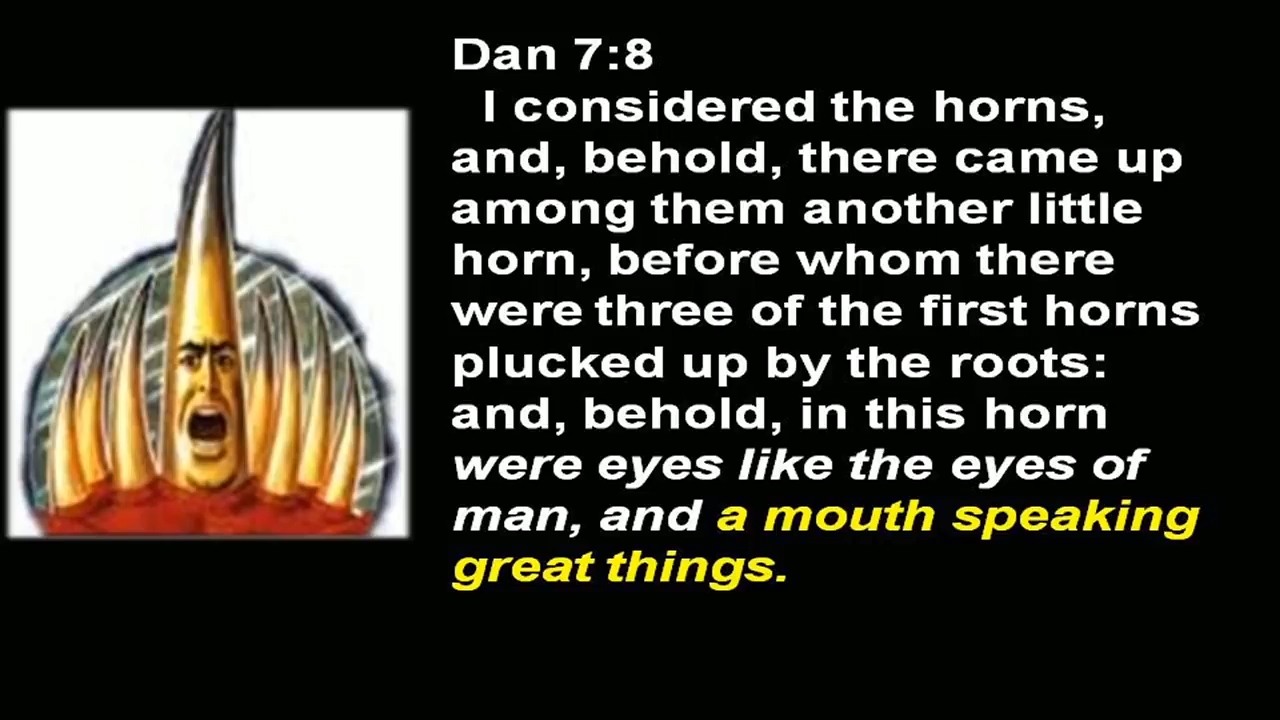 Dan 7:8
I considered the horns,
and, behold, there came up
among them another little
horn, before whom there
were three of the first horns
plucked up by the roots:
and, behold, in this horn
were eyes like the eyes of
man, and a mouth speaking
great things.